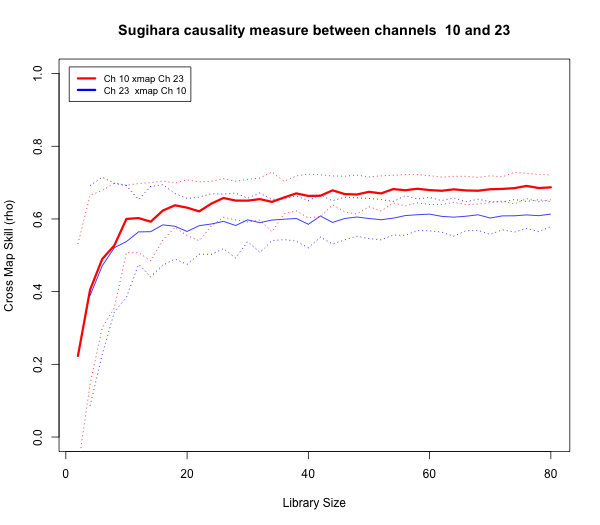 Sugihara causality measure between channels  10 and 23
Ch 10 xmap Ch 23
Ch 23  xmap Ch 10
Cross Map Skill (rho)
1.0
0.8
0.6
0.4
0.2
0.0
0 20 40 60 80
Library Size